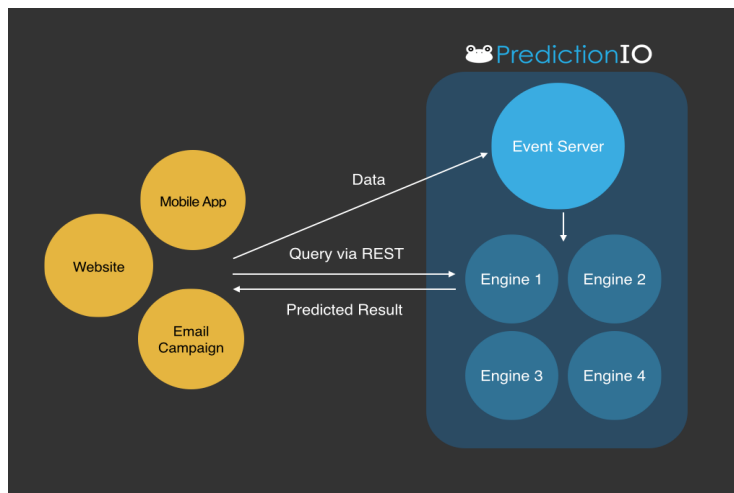 PredictionIO
Event Server
Data
Mobile App
Query via REST
Website
Engine 1
Engine 2
Predicted Result
Email
Campaign
Engine 3
Engine 4